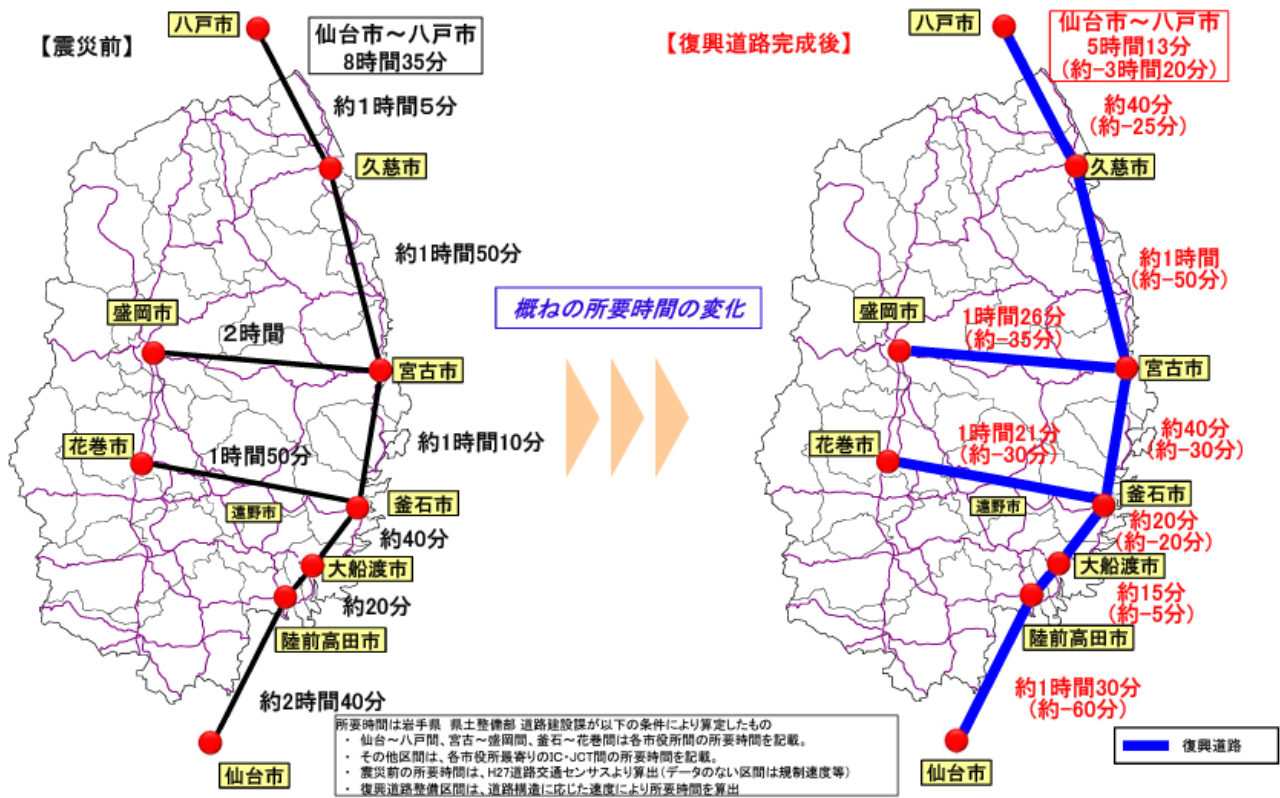 【震災前】
八戸市
仙台市～八戸市
8時間35分
約1時間5分
久慈市
約1時間50分
盛岡市
2時間
宮古市
花巻市
1時間50分
約1時間10分
遠野市
釜石市
約40分
大船渡市
約20分
陸前高田市
約2時間40分
仙台市
概ねの所要時間の変化
【復興道路完成後】
八戸市
仙台市～八戸市
5時間13分
(約-3時間20分)
約40分
(約-25分)
久慈市
約1時間
(約-50分)
盛岡市
1時間26分
(約-35分)
宮古市
花巻市
1時間21分
(約-30分)
約40分
(約-30分)
遠野市
釜石市
約20分
(約-20分)
大船渡市
約15分
(約-5分)
陸前高田市
約1時間30分
(約-60分)
仙台市
復興道路
所要時間は岩手県 県土整備部 道路建設課が以下の条件により算定したもの
・ 仙台～八戸間、宮古～盛岡間、釜石～花巻間は各市役所間の所要時間を記載。
・ その他区間は、各市役所最寄りのIC・JCT間の所要時間を記載。
・ 震災前の所要時間は、H27道路交通センサスより算出(データのない区間は規制速度等)
・ 復興道路整備区間は、道路構造に応じた速度により所要時間を算出